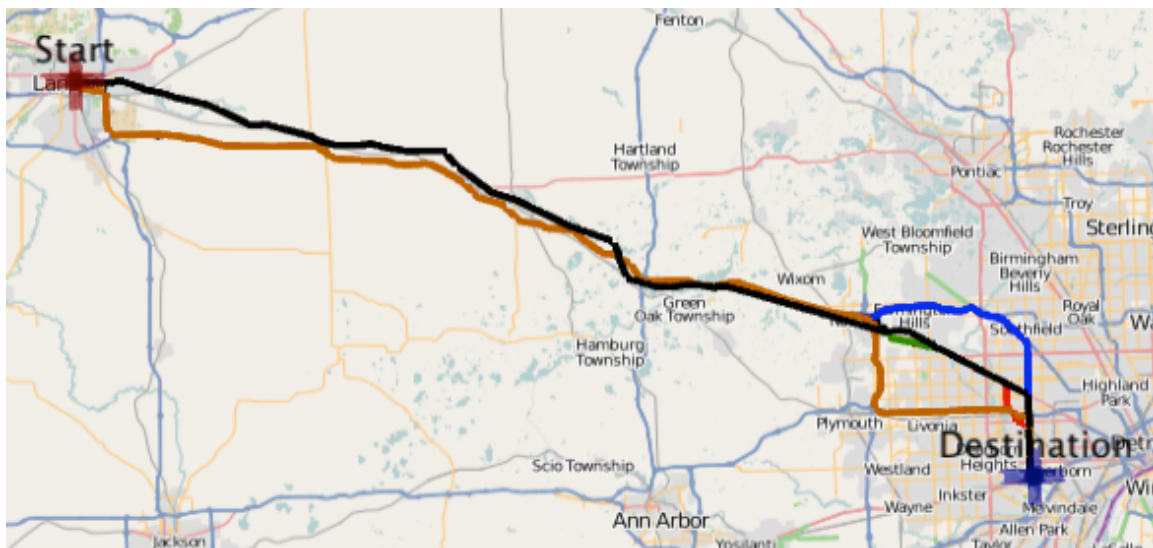 Fenton
Start
Rochester
Rochester
Hills
Hartland
Township
Pontiac
Troy
West Bloomfield
Township
Sterling
Birmingham
Beverly
Hills
Wixom
Green
Oak Township
Hills
Royal
Oak
Southfield
Hamburg
Township
Highland
Park
Plymouth
Livonia
Destination
Scio Township
Westland
Heights
Inkster
Melvindale
Wayne
Ann Arbor
Allen Park
Jackson
Ypsilanti
Taylor